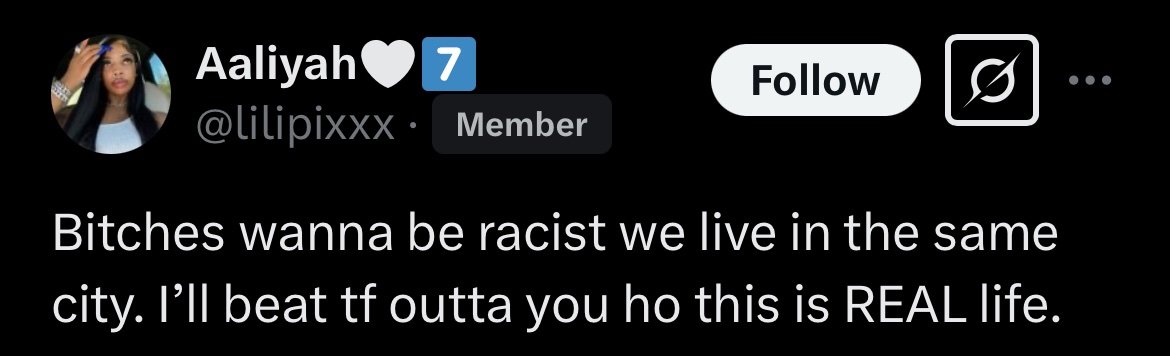 Aaliyah🤍7️⃣
Follow
@lilipixxx · Member
Bitches wanna be racist we live in the same
city. I’ll beat tf outta you ho this is REAL life.